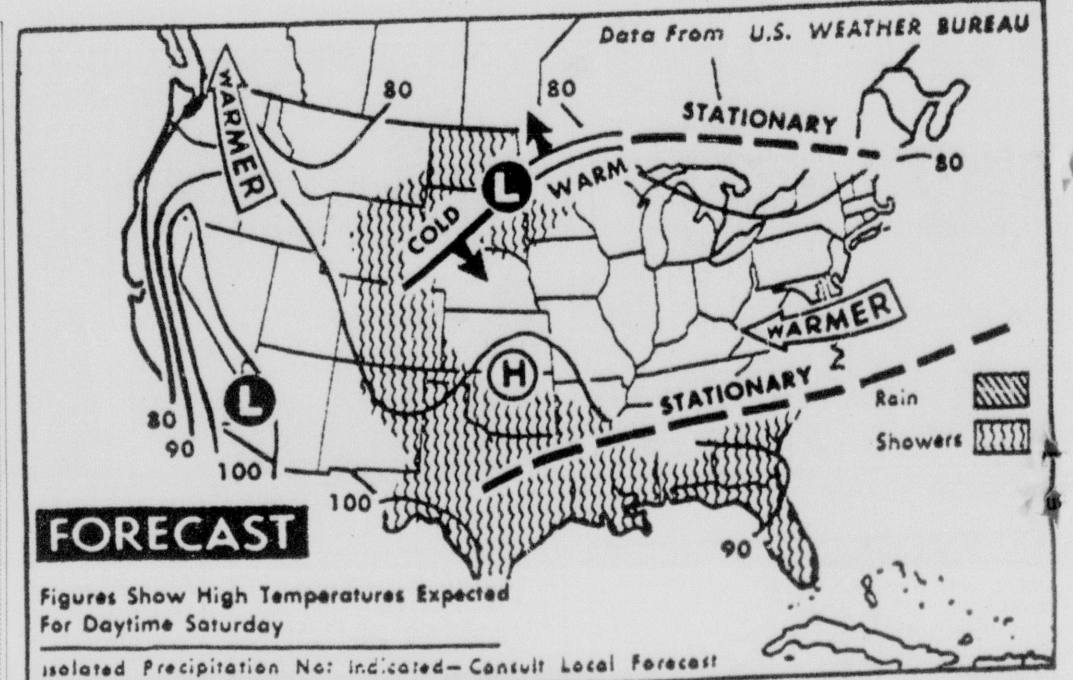 Data From U.S. WEATHER BUREAU
80
80
STATIONARY
80
WARMER
L
WARM
COLD
WARMER
H
STATIONARY
L
Rain
Showers
80
90
100
100
90
FORECAST
Figures Show High Temperatures Expected
For Daytime Saturday
Isolated Precipitation Not Indicated— Consult Local Forecast